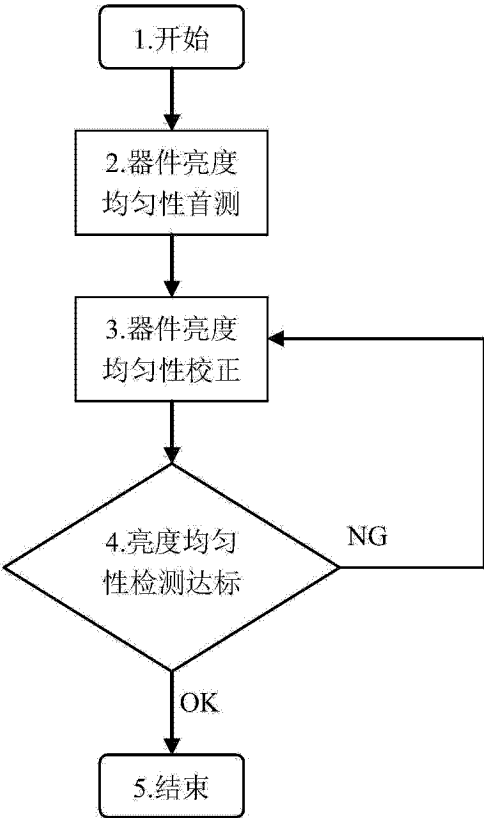 1.开始
2.器件亮度
均匀性首测
3.器件亮度
均匀性校正
4.亮度均匀
性检测达标
NG
OK
5.结束